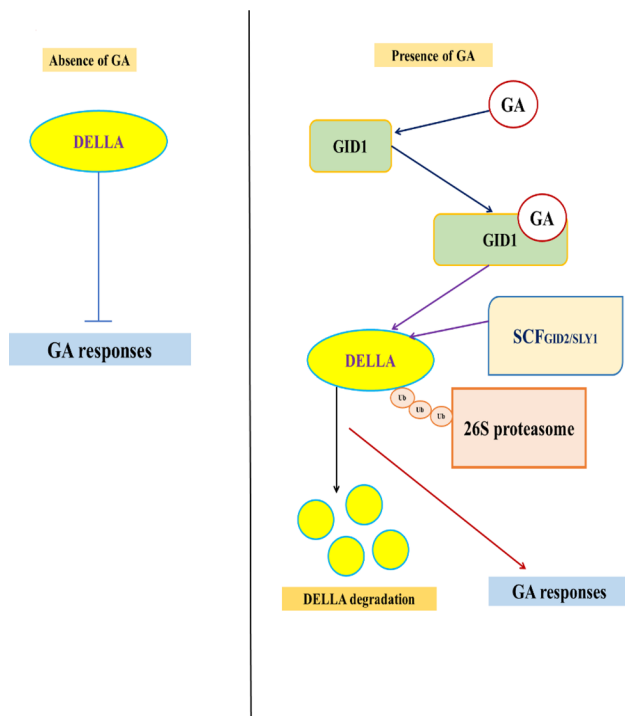 Absence of GA
DELLA
GA responses
Presence of GA
GA
GID1
GA
GID1
SCFGID2/SLY1
DELLA
Ub
Ub
Ub
26S proteasome
DELLA degradation
GA responses